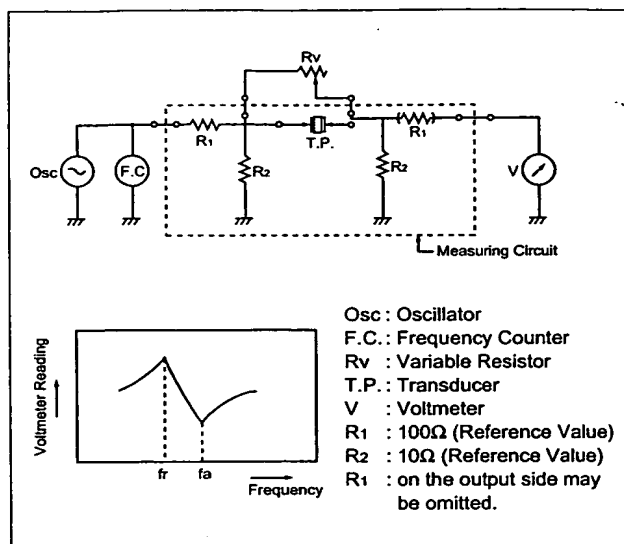 Rv
R1
T.P.
R1
Osc
F.C
R2
R2
V
Measuring Circuit
Voltmeter Reading
fr
fa
Frequency
Osc : Oscillator
F.C. : Frequency Counter
Rv : Variable Resistor
T.P. : Transducer
V : Voltmeter
R1 : 100Ω (Reference Value)
R2 : 10Ω (Reference Value)
R1 : on the output side may
be omitted.